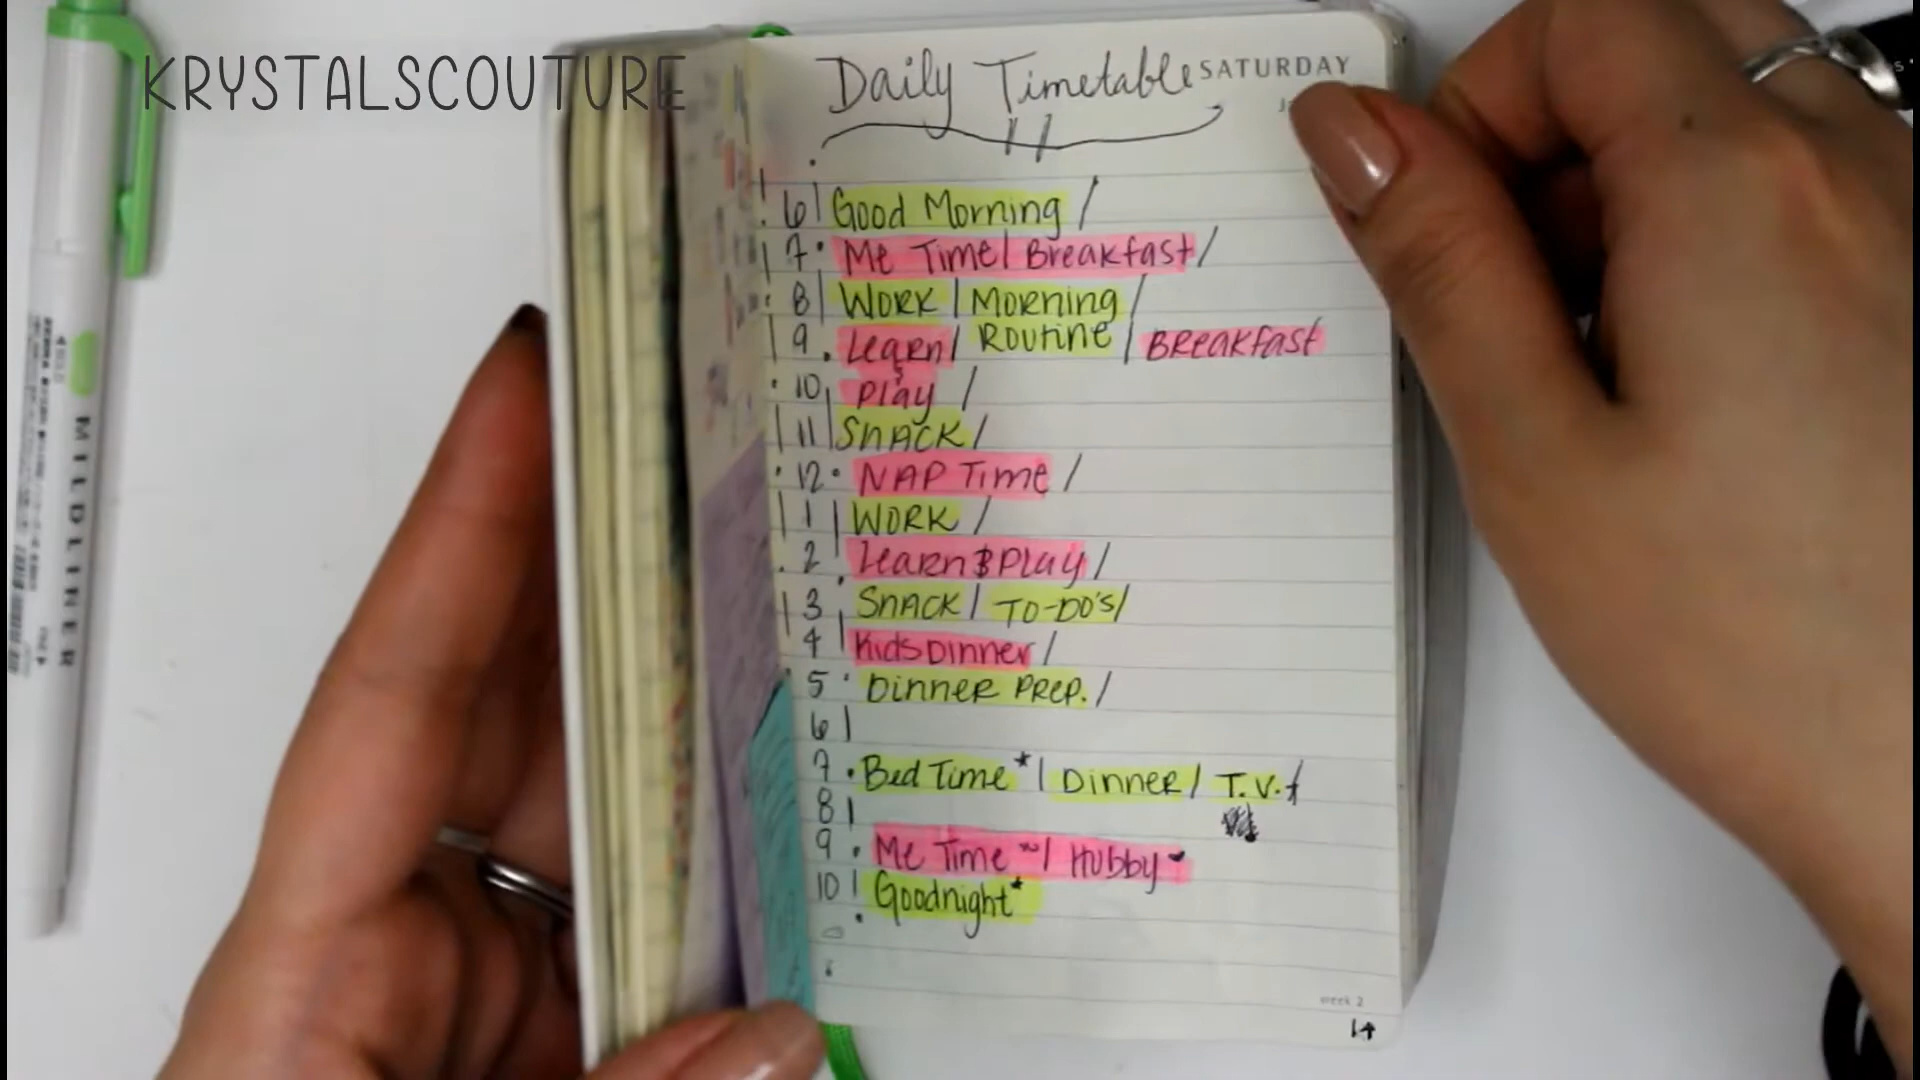 KRYSTALSCOUTURE
Daily Timetable SATURDAY
6 Good Morning /
7 • Me Time | Breakfast /
8 | WORK | MORNING /
9 . Learn | Routine | BREAKFAST
10 $ Play /
11 | SNACK /
12 • NAP Time /
1 | WORK /
2 Learn $ Play /
3 SNACK / TO-DO'S /
4 | Kids Dinner /
5 • Dinner PREP. /
6 |
7 • Bed Time * | Dinner / T.V. /
8 |
9 • Me Time | Hubby
10 | Goodnight *
week 2
14
MILDLINER